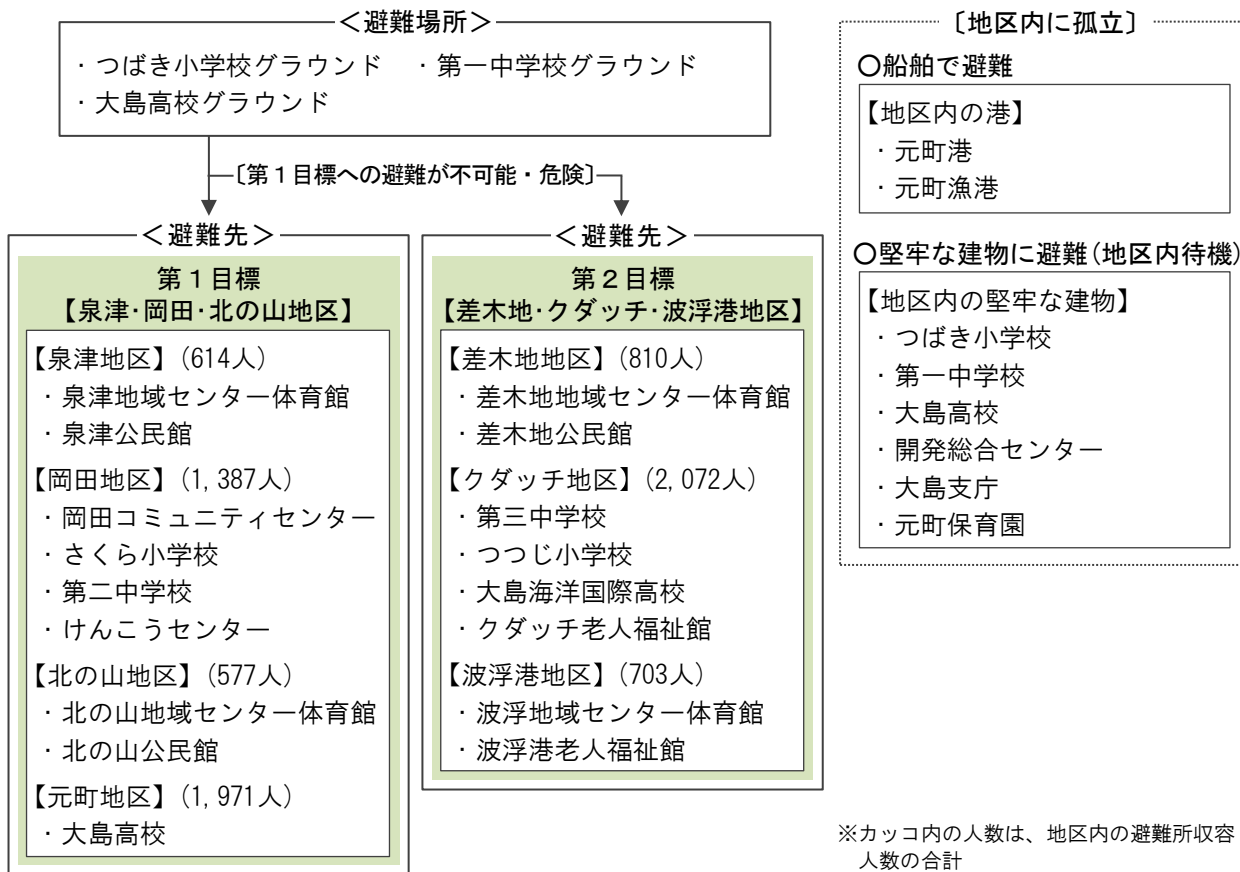 ＜避難場所＞
・つばき小学校グラウンド ・第一中学校グラウンド
・大島高校グラウンド
〔第１目標への避難が不可能・危険〕
＜避難先＞
第１目標
【泉津・岡田・北の山地区】
【泉津地区】(614人)
・泉津地域センター体育館
・泉津公民館
【岡田地区】(1,387人)
・岡田コミュニティセンター
・さくら小学校
・第二中学校
・けんこうセンター
【北の山地区】(577人)
・北の山地域センター体育館
・北の山公民館
【元町地区】(1,971人)
・大島高校
＜避難先＞
第２目標
【差木地・クダッチ・波浮港地区】
【差木地地区】(810人)
・差木地地域センター体育館
・差木地公民館
【クダッチ地区】(2,072人)
・第三中学校
・つつじ小学校
・大島海洋国際高校
・クダッチ老人福祉館
【波浮港地区】(703人)
・波浮地域センター体育館
・波浮港老人福祉館
〔地区内に孤立〕
○船舶で避難
【地区内の港】
・元町港
・元町漁港
○堅牢な建物に避難(地区内待機)
【地区内の堅牢な建物】
・つばき小学校
・第一中学校
・大島高校
・開発総合センター
・大島支庁
・元町保育園
※カッコ内の人数は、地区内の避難所収容
人数の合計